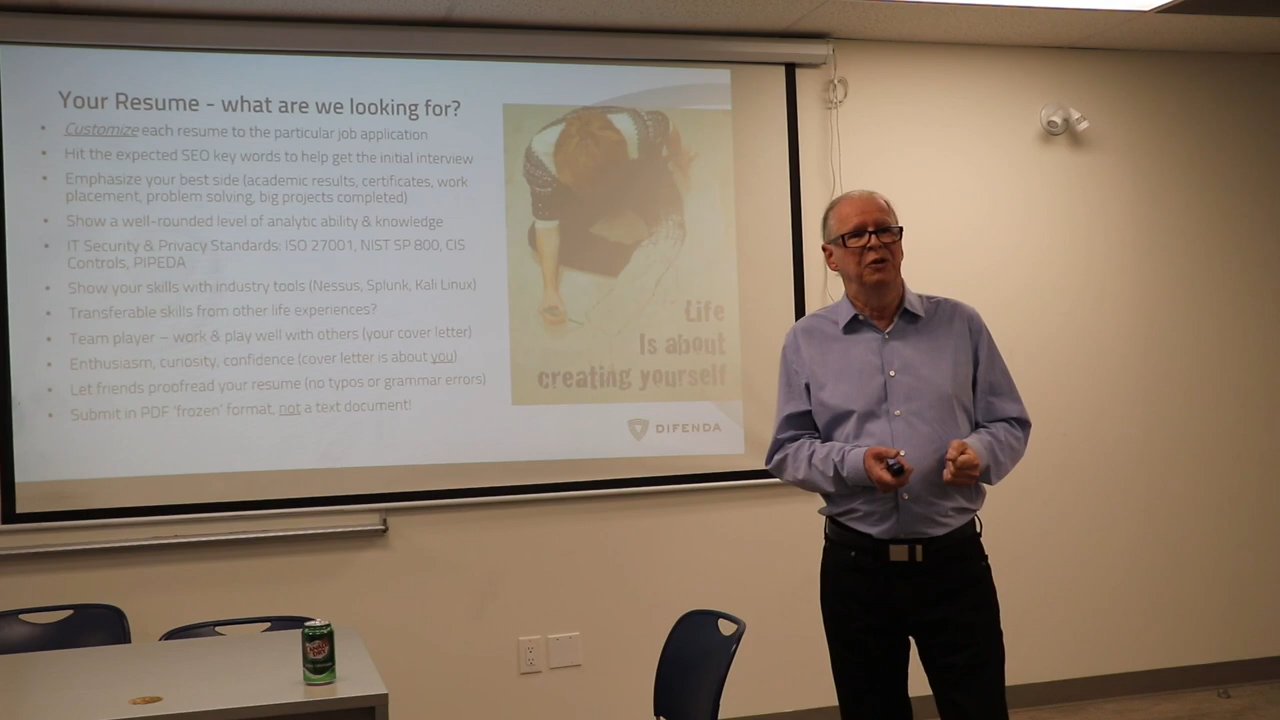 Your Resume - what are we looking for?
• Customize each resume to the particular job application
• Hit the expected SEO key words to help get the initial interview
• Emphasize your best side (academic results, certificates, work
placement, problem solving, big projects completed)
• Show a well-rounded level of analytic ability & knowledge
• IT Security & Privacy Standards: ISO 27001, NIST SP 800, CIS
Controls, PIPEDA
• Show your skills with industry tools (Nessus, Splunk, Kali Linux)
• Transferable skills from other life experiences?
• Team player – work & play well with others (your cover letter)
• Enthusiasm, curiosity, confidence (cover letter is about you)
• Let friends proofread your resume (no typos or grammar errors)
• Submit in PDF 'frozen' format, not a text document!
Life
Is about
creating yourself
DIFENDA
CANADA
DRY